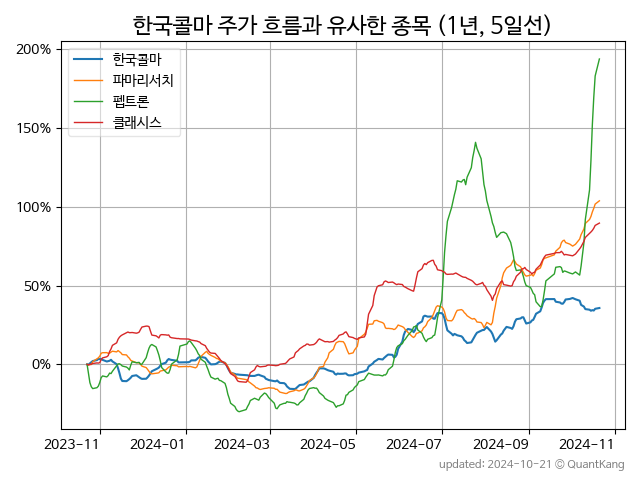 한국콜마 주가 흐름과 유사한 종목 (1년, 5일선)
200%
150%
100%
50%
0%
한국콜마
파마리서치
펩트론
클래시스
2023-11 2024-01 2024-03 2024-05 2024-07 2024-09 2024-11
updated: 2024-10-21 © QuantKang